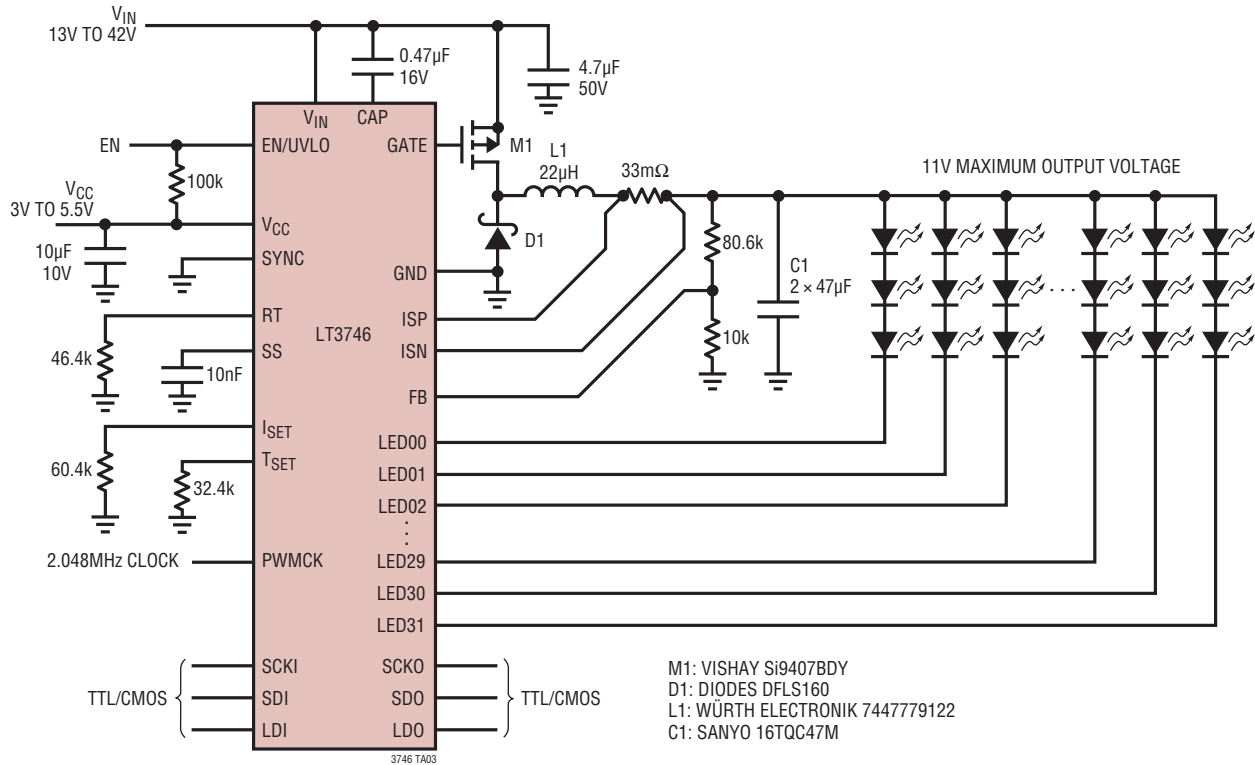 VIN
13V TO 42V
0.47µF
16V
4.7µF
50V
VIN
CAP
EN
EN/UVLO
GATE
M1
100k
L1
22µH
33mΩ
11V MAXIMUM OUTPUT VOLTAGE
VCC
3V TO 5.5V
VCC
10µF
10V
SYNC
D1
80.6k
GND
C1
2 × 47µF
ISP
RT
LT3746
ISN
10k
46.4k
SS
10nF
FB
ISET
LED00
60.4k
TSET
32.4k
LED01
LED02
2.048MHz CLOCK
PWMCK
LED29
LED30
LED31
SCKI
SCKO
TTL/CMOS
SDI
SDO
TTL/CMOS
LDI
LDO
M1: VISHAY Si9407BDY
D1: DIODES DFLS160
L1: WÜRTH ELECTRONIK 7447779122
C1: SANYO 16TQC47M
3746 TA03